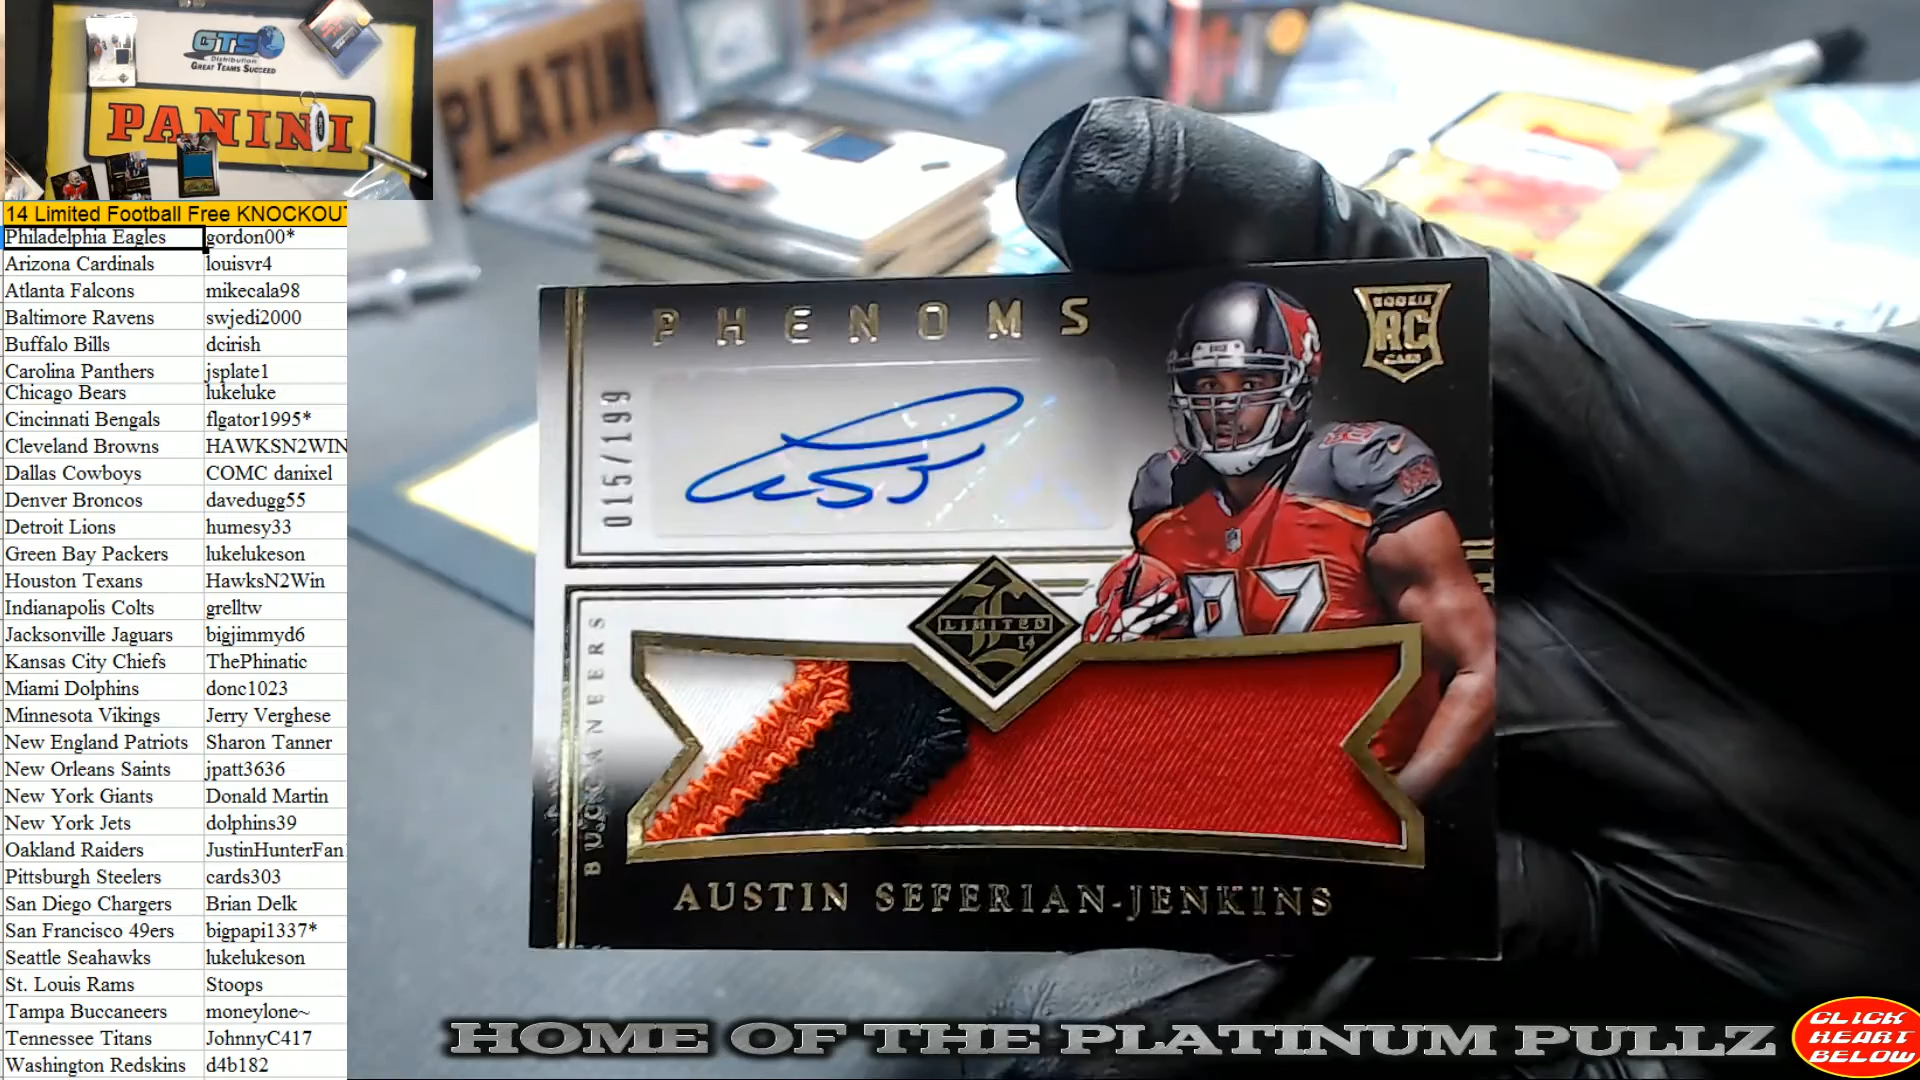 GTS
Distribution
GREAT TEAMS SUCCEED
PANINI
14 Limited Football Free KNOCKOUT
Philadelphia Eagles gordon00*
Arizona Cardinals louisvr4
Atlanta Falcons mikecala98
Baltimore Ravens swjedi2000
Buffalo Bills dcirish
Carolina Panthers jsplate1
Chicago Bears lukeluke
Cincinnati Bengals flgator1995*
Cleveland Browns HAWKSN2WIN
Dallas Cowboys COMC danixel
Denver Broncos davedugg55
Detroit Lions humesy33
Green Bay Packers lukelukeson
Houston Texans HawksN2Win
Indianapolis Colts grelltw
Jacksonville Jaguars bigjimmyd6
Kansas City Chiefs ThePhinatic
Miami Dolphins donc1023
Minnesota Vikings Jerry Verghese
New England Patriots Sharon Tanner
New Orleans Saints jpatt3636
New York Giants Donald Martin
New York Jets dolphins39
Oakland Raiders JustinHunterFan
Pittsburgh Steelers cards303
San Diego Chargers Brian Delk
San Francisco 49ers bigpapi1337*
Seattle Seahawks lukelukeson
St. Louis Rams Stoops
Tampa Buccaneers moneylone~
Tennessee Titans JohnnyC417
Washington Redskins d4b182
PLATINU
PHENOMS
ROOKIE
RC
CARD
015/199
LIMITED
14
97
BUCCANEERS
AUSTIN SEFERIAN-JENKINS
HOME OF THE PLATINUM PULLZ
CLICK
HEART
BELOW